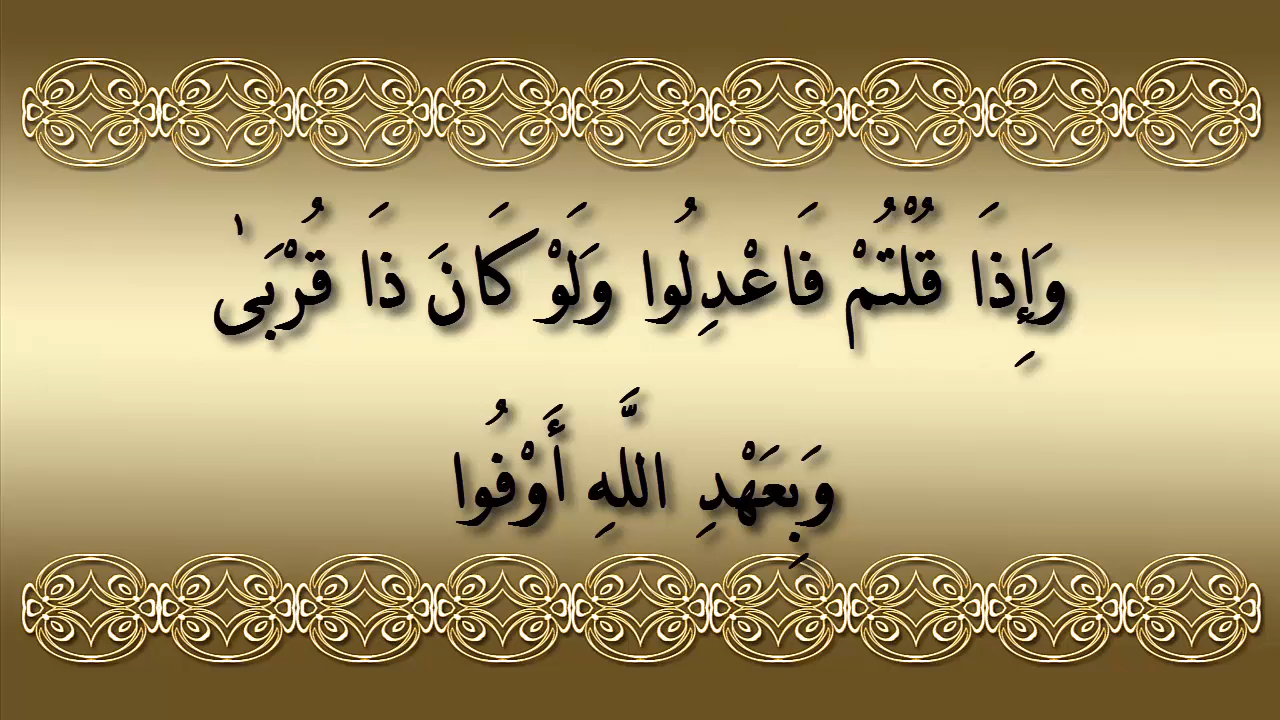 وَإِذَا قُلْتُمْ فَاعْدِلُوا وَلَوْ كَانَ ذَا قُرْبَىٰ
وَبِعَهْدِ اللَّهِ أَوْفُوا